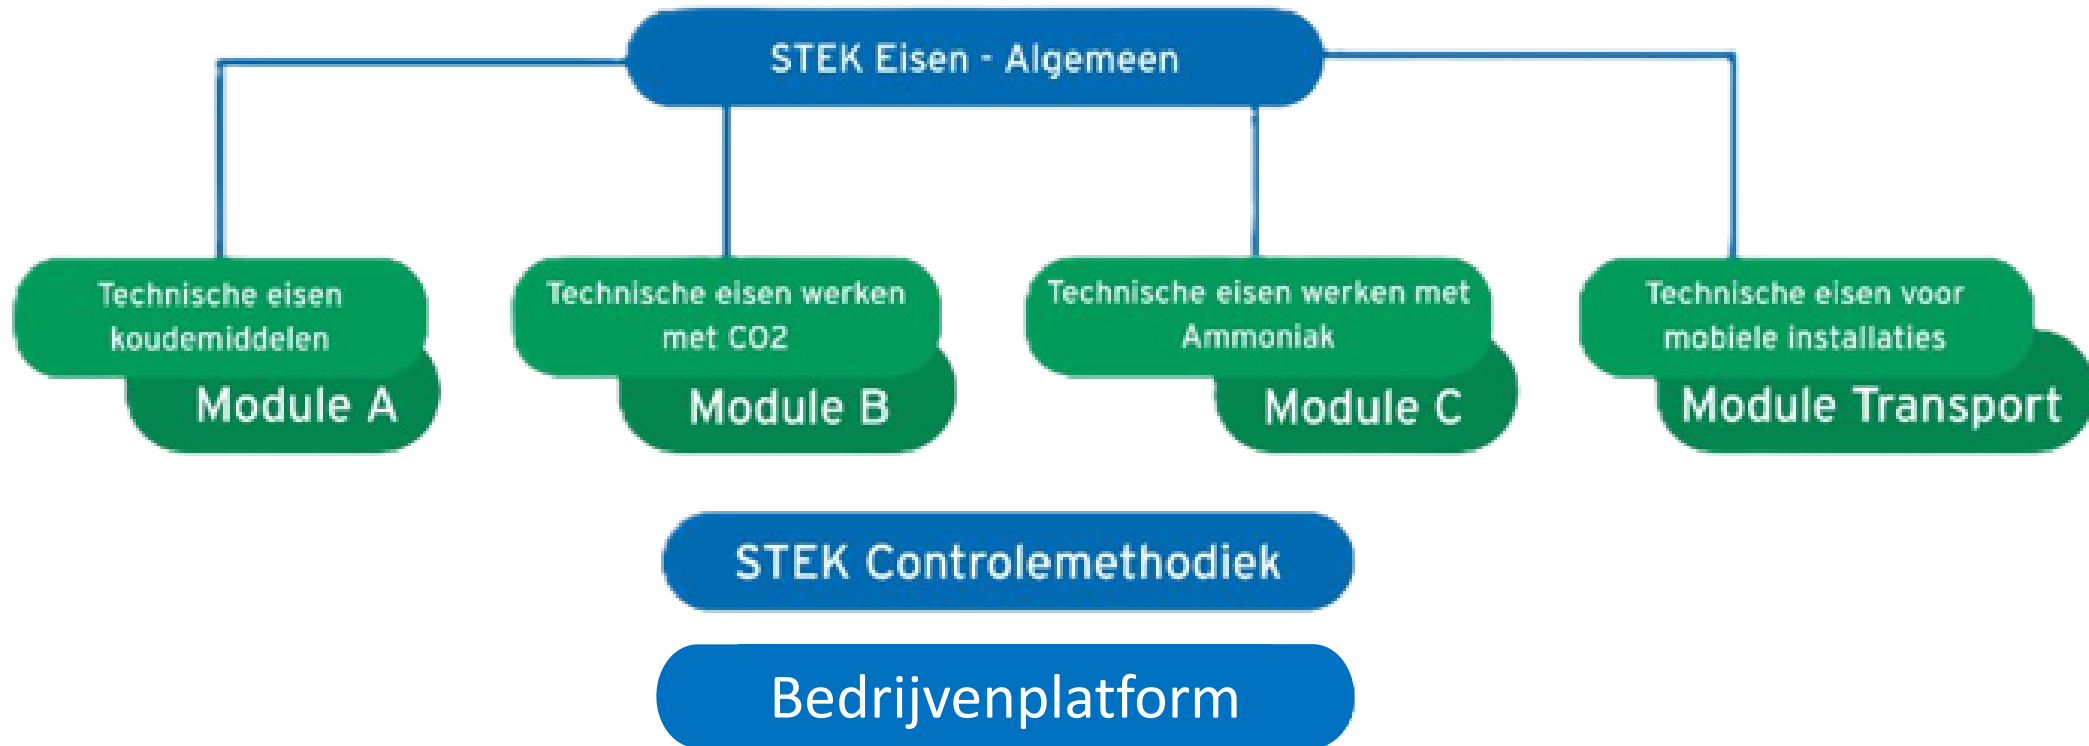 STEK Eisen - Algemeen
Technische eisen
koudemiddelen
Module A
Technische eisen werken
met CO2
Module B
Technische eisen werken met
Ammoniak
Module C
Technische eisen voor
mobiele installaties
Module Transport
STEK Controlemethodiek
Bedrijvenplatform